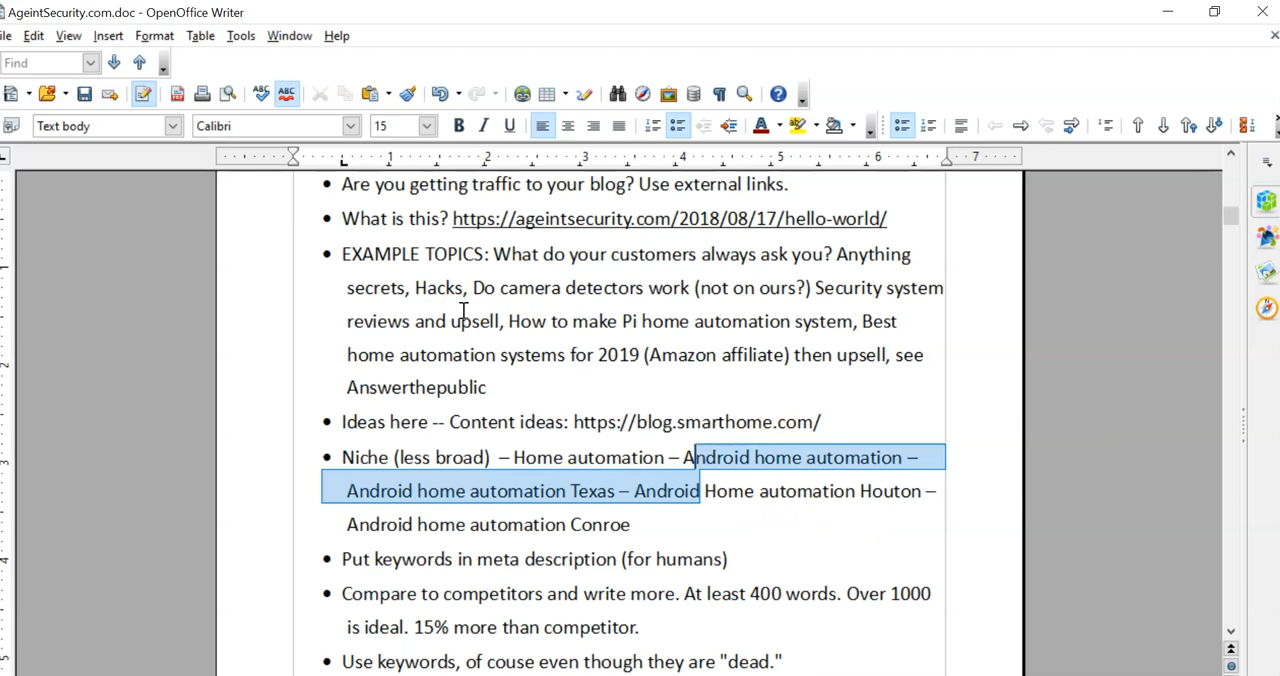 AgeintSecurity.com.doc - OpenOffice Writer
ile Edit View Insert Format Table Tools Window Help
Find
Text body Calibri 15 B I U
1 2 3 4 5 6 7
• Are you getting traffic to your blog? Use external links.
• What is this? https://ageintsecurity.com/2018/08/17/hello-world/
• EXAMPLE TOPICS: What do your customers always ask you? Anything
secrets, Hacks, Do camera detectors work (not on ours?) Security system
reviews and upsell, How to make Pi home automation system, Best
home automation systems for 2019 (Amazon affiliate) then upsell, see
Answerthepublic
• Ideas here -- Content ideas: https://blog.smarthome.com/
• Niche (less broad) – Home automation – Android home automation –
Android home automation Texas – Android Home automation Houton –
Android home automation Conroe
• Put keywords in meta description (for humans)
• Compare to competitors and write more. At least 400 words. Over 1000
is ideal. 15% more than competitor.
• Use keywords, of couse even though they are "dead."